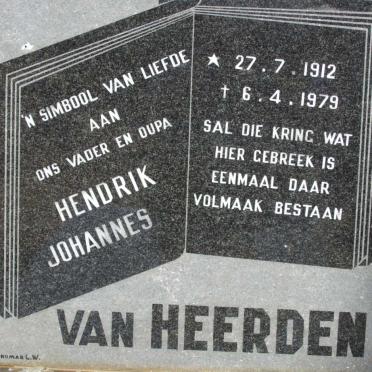 'N SIMBOOL VAN LIEFDE
AAN
ONS VADER EN OUPA
HENDRIK
JOHANNES
★ 27.7.1912
† 6.4.1979
SAL DIE KRING WAT
HIER GEBREEK IS
EENMAAL DAAR
VOLMAAK BESTAAN
VAN HEERDEN
L.W.